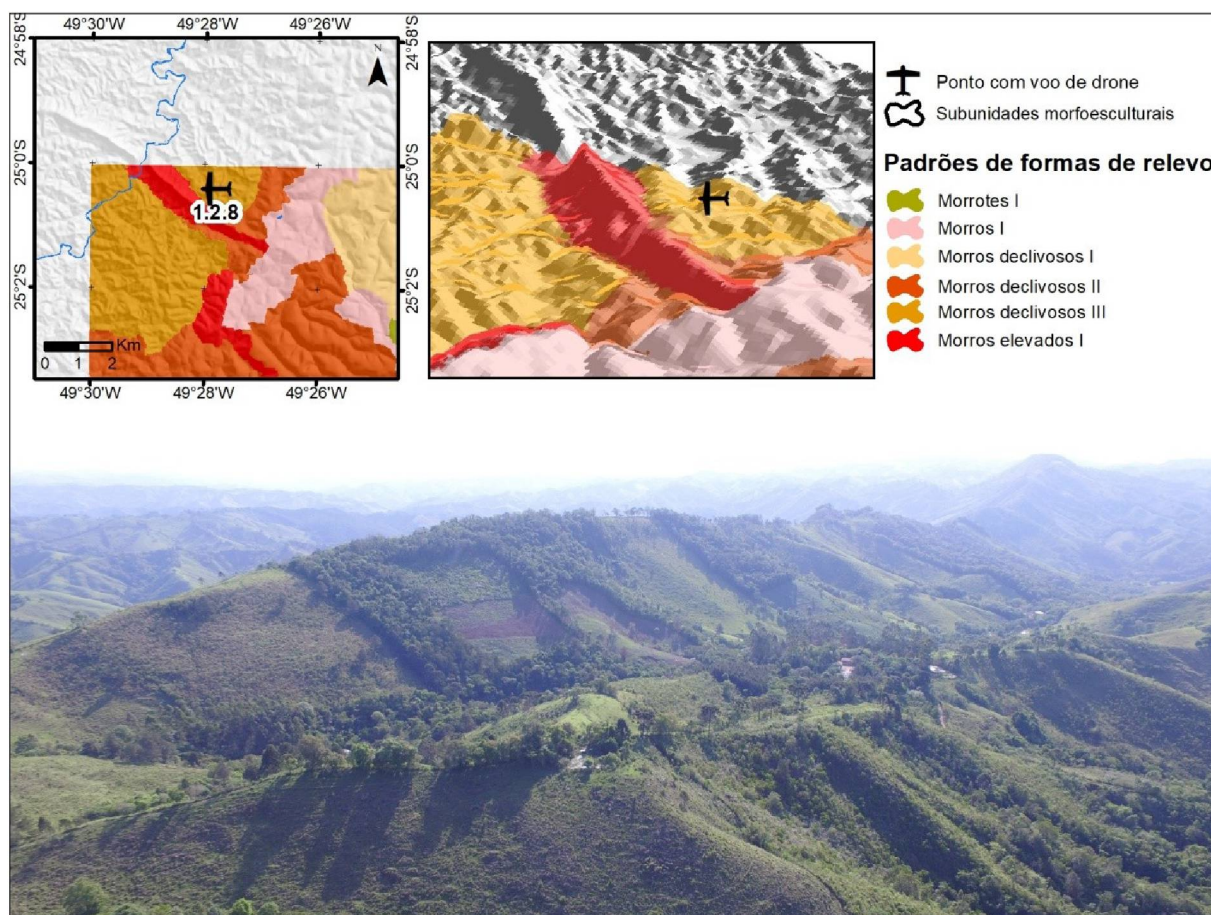 49°30'W
49°28'W
49°26'W
24°58'S
25°0'S
25°2'S
N
1.2.8
Km
0 1 2
49°30'W
49°28'W
49°26'W
24°58'S
25°0'S
25°2'S
Ponto com voo de drone
Subunidades morfoesculturais
Padrões de formas de relevo
Morrotes I
Morros I
Morros declivosos I
Morros declivosos II
Morros declivosos III
Morros elevados I